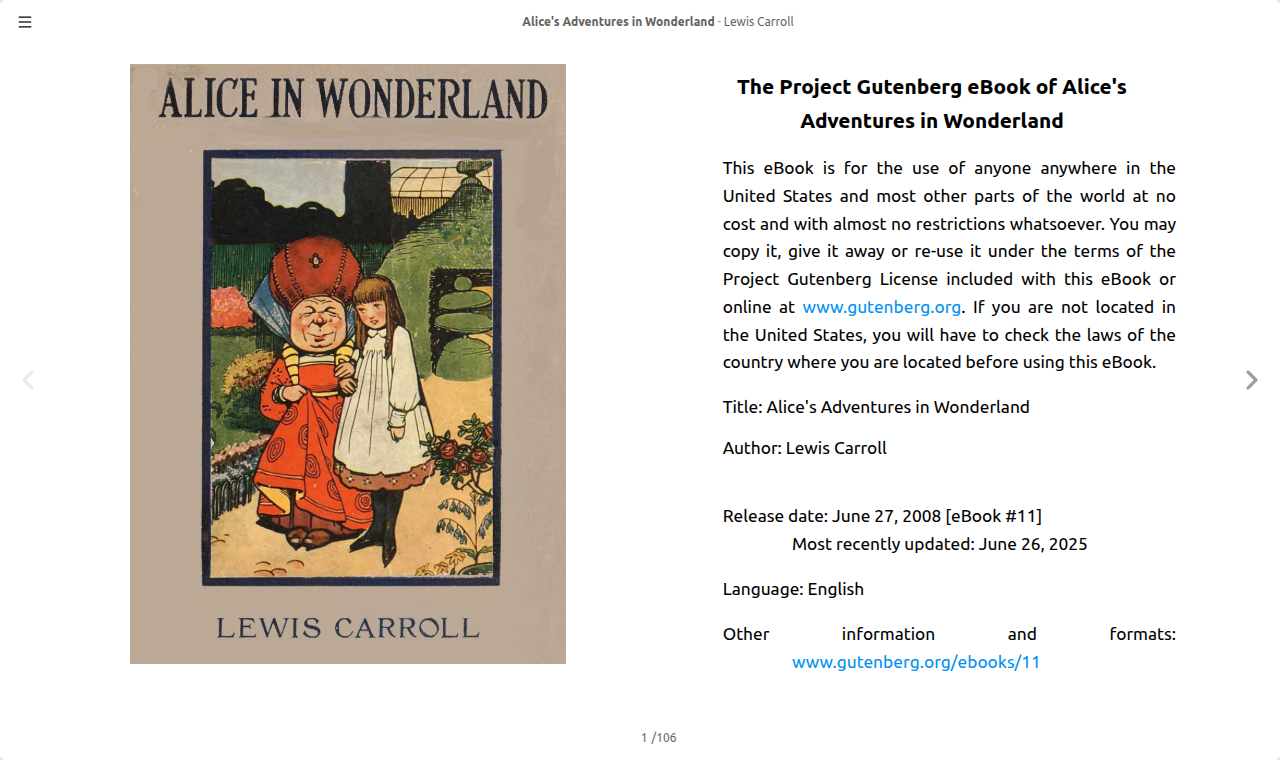 Alice's Adventures in Wonderland - Lewis Carroll
ALICE IN WONDERLAND
LEWIS CARROLL
The Project Gutenberg eBook of Alice's
Adventures in Wonderland
This eBook is for the use of anyone anywhere in the
United States and most other parts of the world at no
cost and with almost no restrictions whatsoever. You may
copy it, give it away or re-use it under the terms of the
Project Gutenberg License included with this eBook or
online at www.gutenberg.org. If you are not located in
the United States, you will have to check the laws of the
country where you are located before using this eBook.
Title: Alice's Adventures in Wonderland
Author: Lewis Carroll
Release date: June 27, 2008 [eBook #11]
Most recently updated: June 26, 2025
Language: English
Other information and formats:
www.gutenberg.org/ebooks/11
1 /106